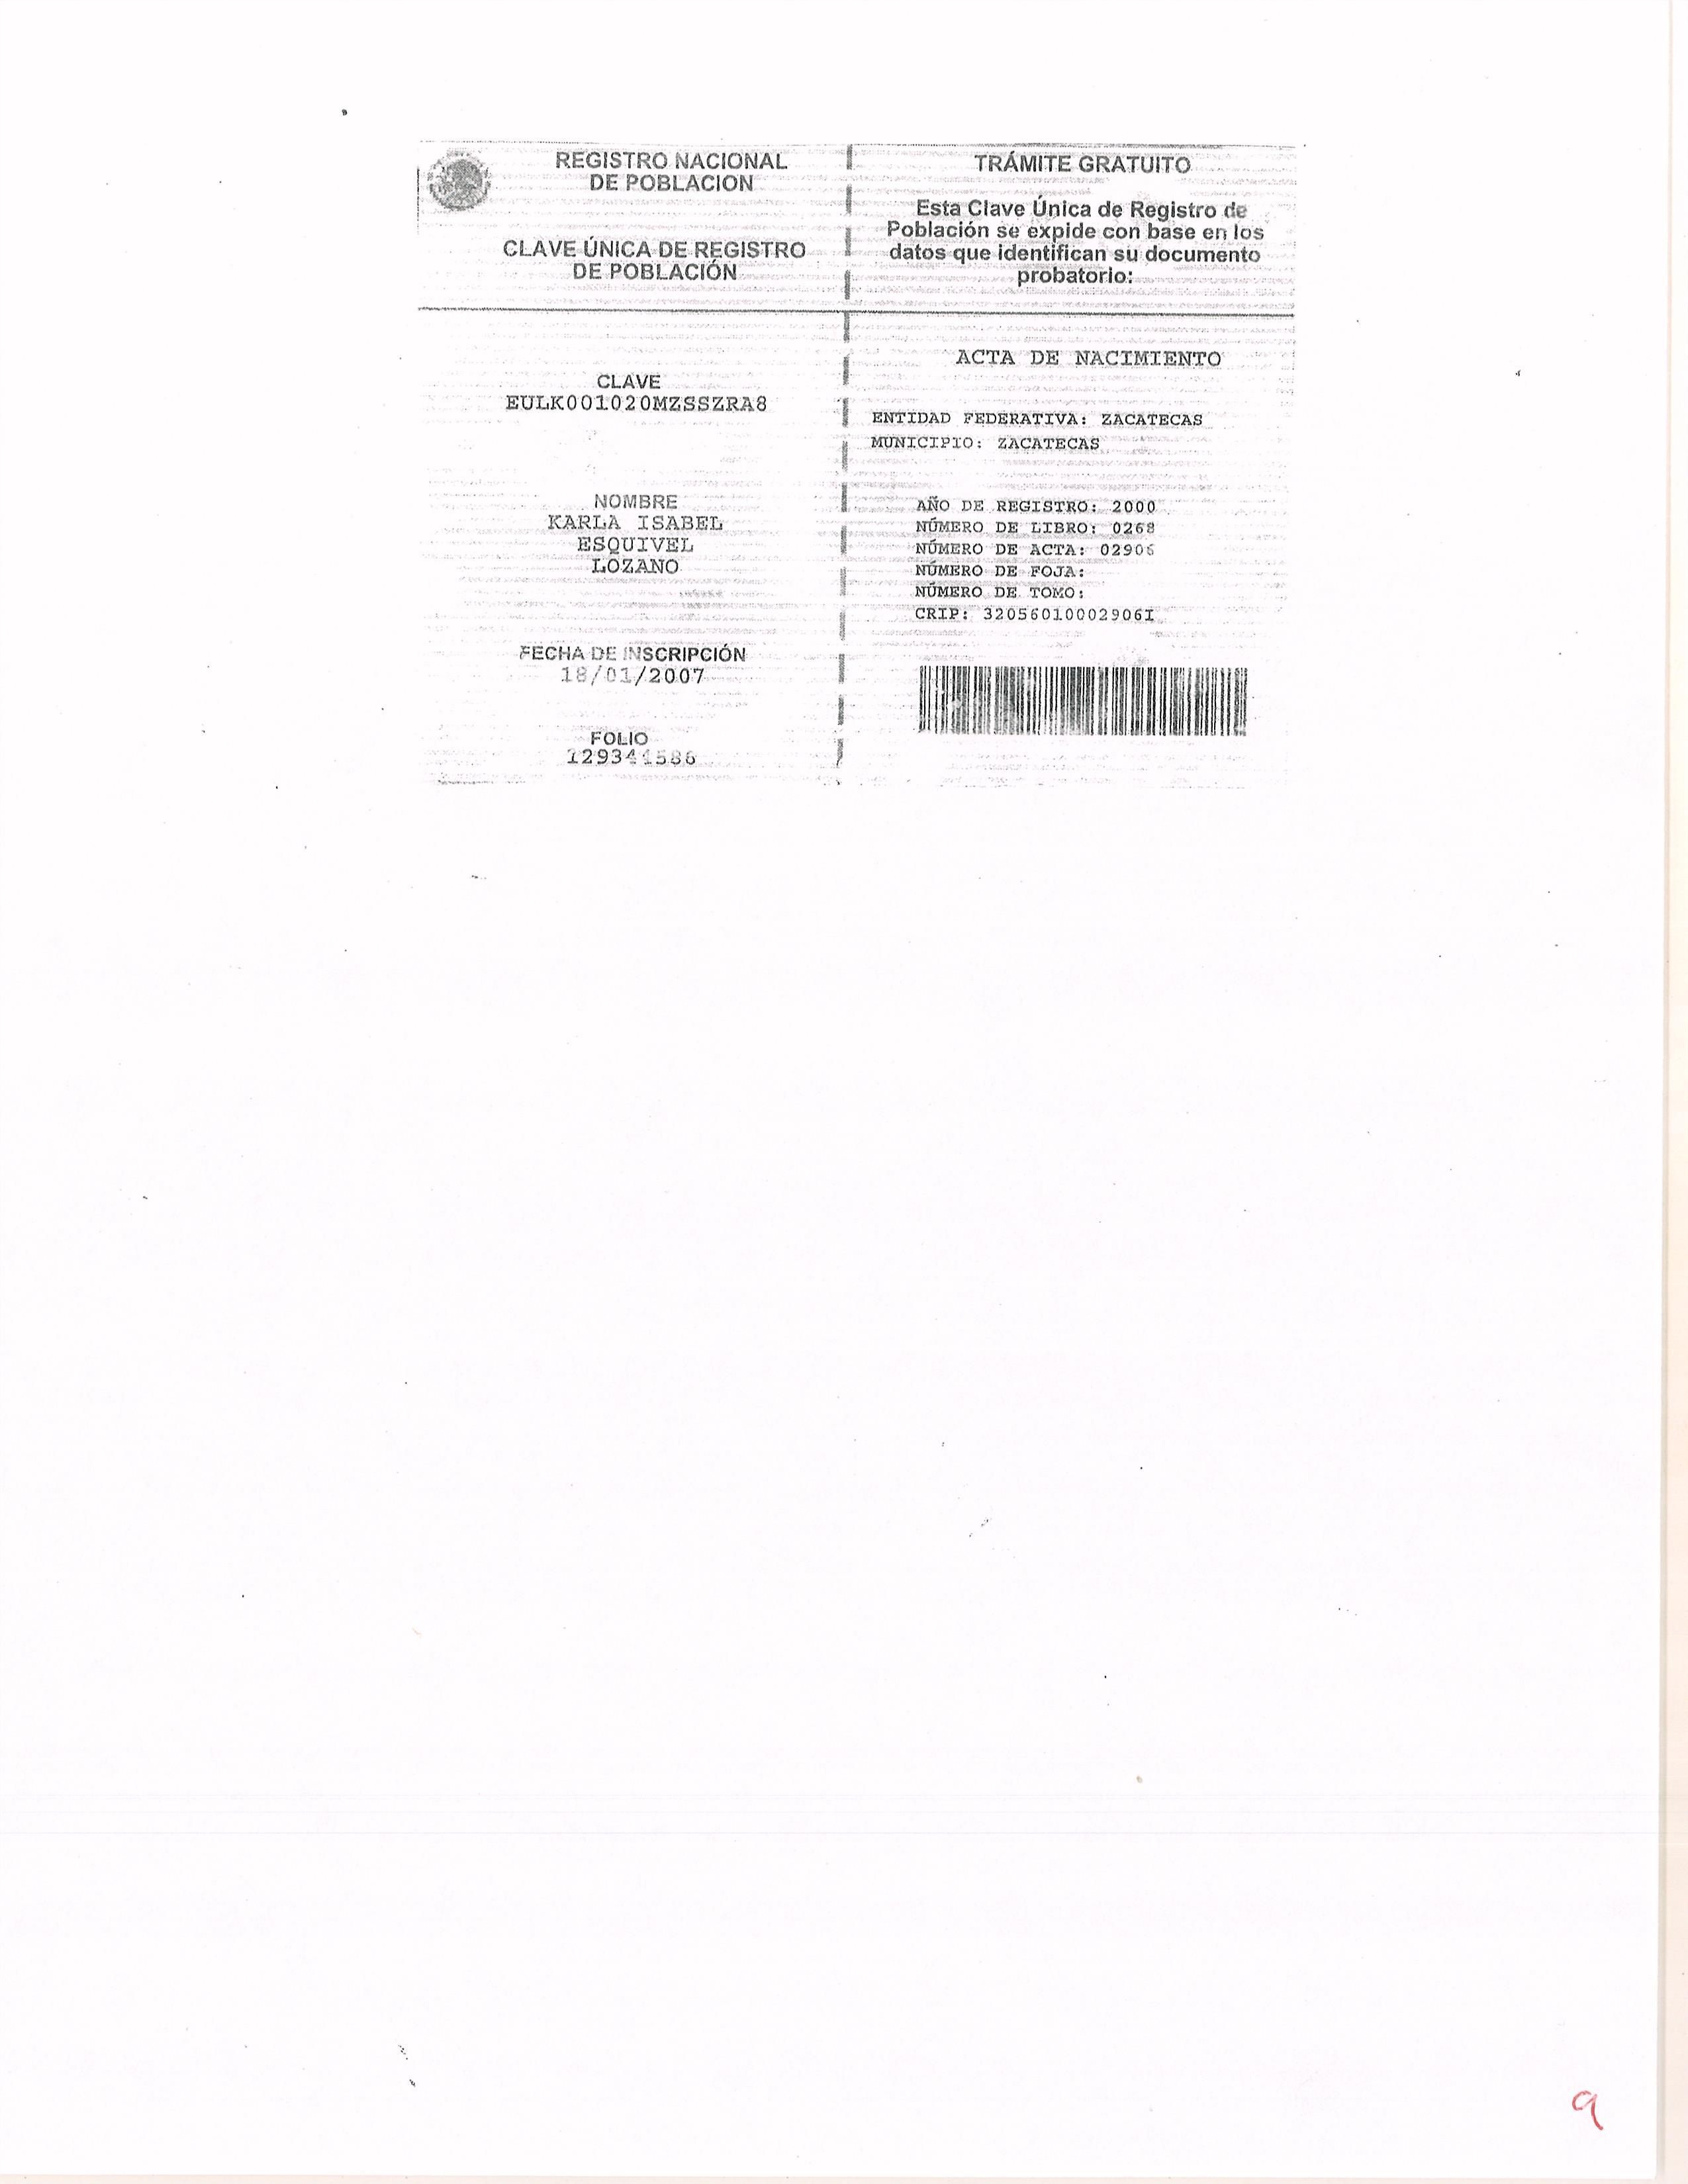 REGISTRO NACIONAL
DE POBLACION
CLAVE ÚNICA DE REGISTRO
DE POBLACIÓN
CLAVE
EULK001020MZSSZRA8
NOMBRE
KARLA ISABEL
ESQUIVEL
LOZANO
FECHA DE INSCRIPCIÓN
18/01/2007
FOLIO
TRÁMITE GRATUITO
Esta Clave Única de Registro de
Población se expide con base en los
datos que identifican su documento
probatorio:
ACTA DE NACIMIENTO
ENTIDAD FEDERATIVA: ZACATECAS
MUNICIPIO: ZACATECAS
AÑO DE REGISTRO: 2000
NÚMERO DE LIBRO: 0268
NÚMERO DE ACTA: 02906
NÚMERO DE FOJA:
NÚMERO DE TOMO:
CRIP: 32056010002906I
9